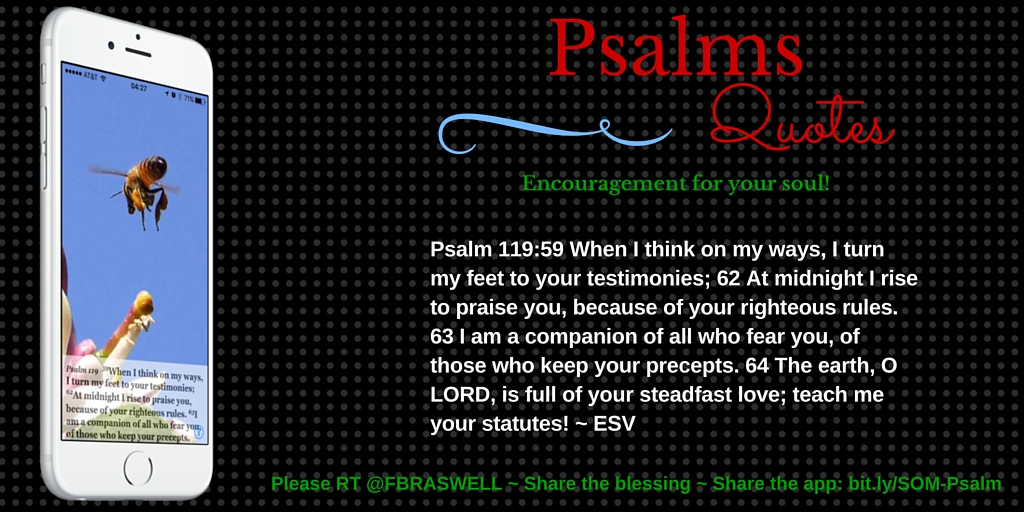 AT&T
04:27
71%
Psalm 119 59When I think on my ways,
I turn my feet to your testimonies;
62At midnight I rise to praise you,
because of your righteous rules. 63I
am a companion of all who fear you,
of those who keep your precepts.
Psalms
Quotes
Encouragement for your soul!
Psalm 119:59 When I think on my ways, I turn
my feet to your testimonies; 62 At midnight I rise
to praise you, because of your righteous rules.
63 I am a companion of all who fear you, of
those who keep your precepts. 64 The earth, O
LORD, is full of your steadfast love; teach me
your statutes! ~ ESV
Please RT @FBRASWELL ~ Share the blessing ~ Share the app: bit.ly/SOM-Psalm